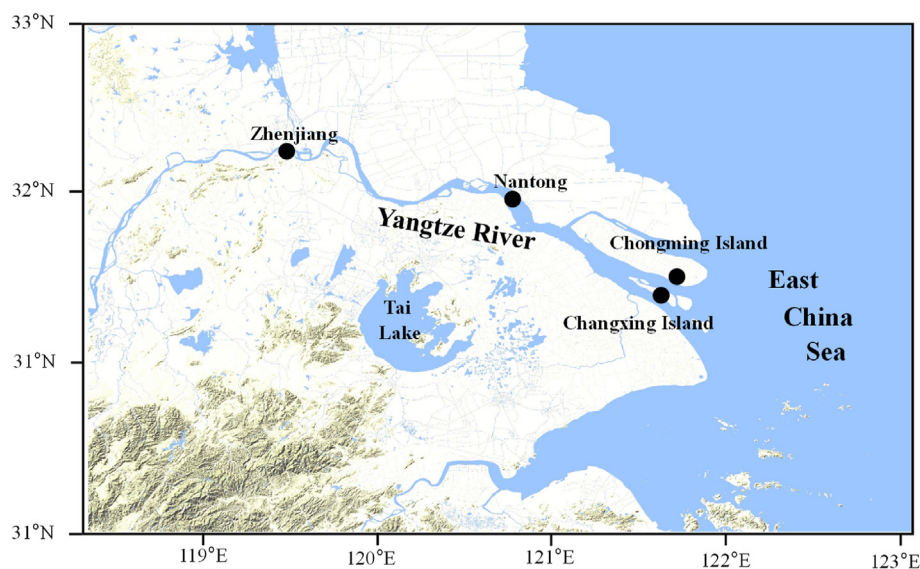 33°N
Zhenjiang
32°N
Nantong
Yangtze River
Chongming Island
East
China
Sea
Tai
Lake
Changxing Island
31°N
31°N
119°E
120°E
121°E
122°E
123°E